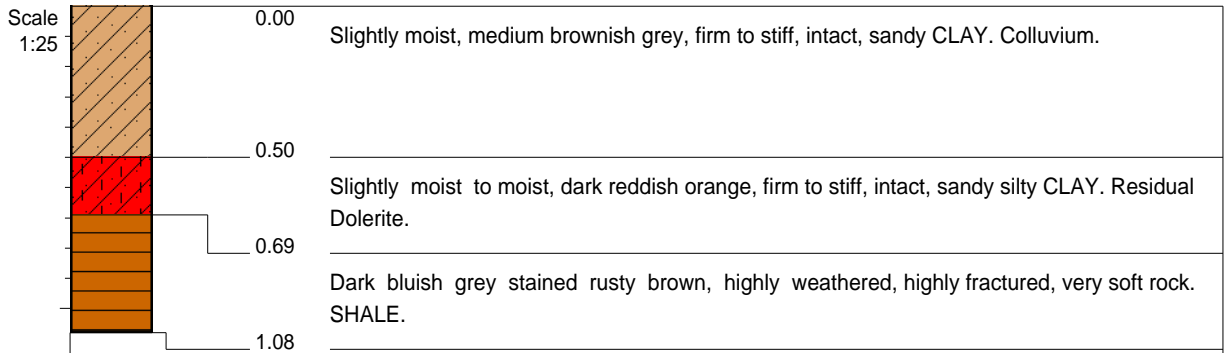 Scale
1:25
0.00
Slightly moist, medium brownish grey, firm to stiff, intact, sandy CLAY. Colluvium.
0.50
Slightly moist to moist, dark reddish orange, firm to stiff, intact, sandy silty CLAY. Residual
Dolerite.
0.69
Dark bluish grey stained rusty brown, highly weathered, highly fractured, very soft rock.
SHALE.
1.08